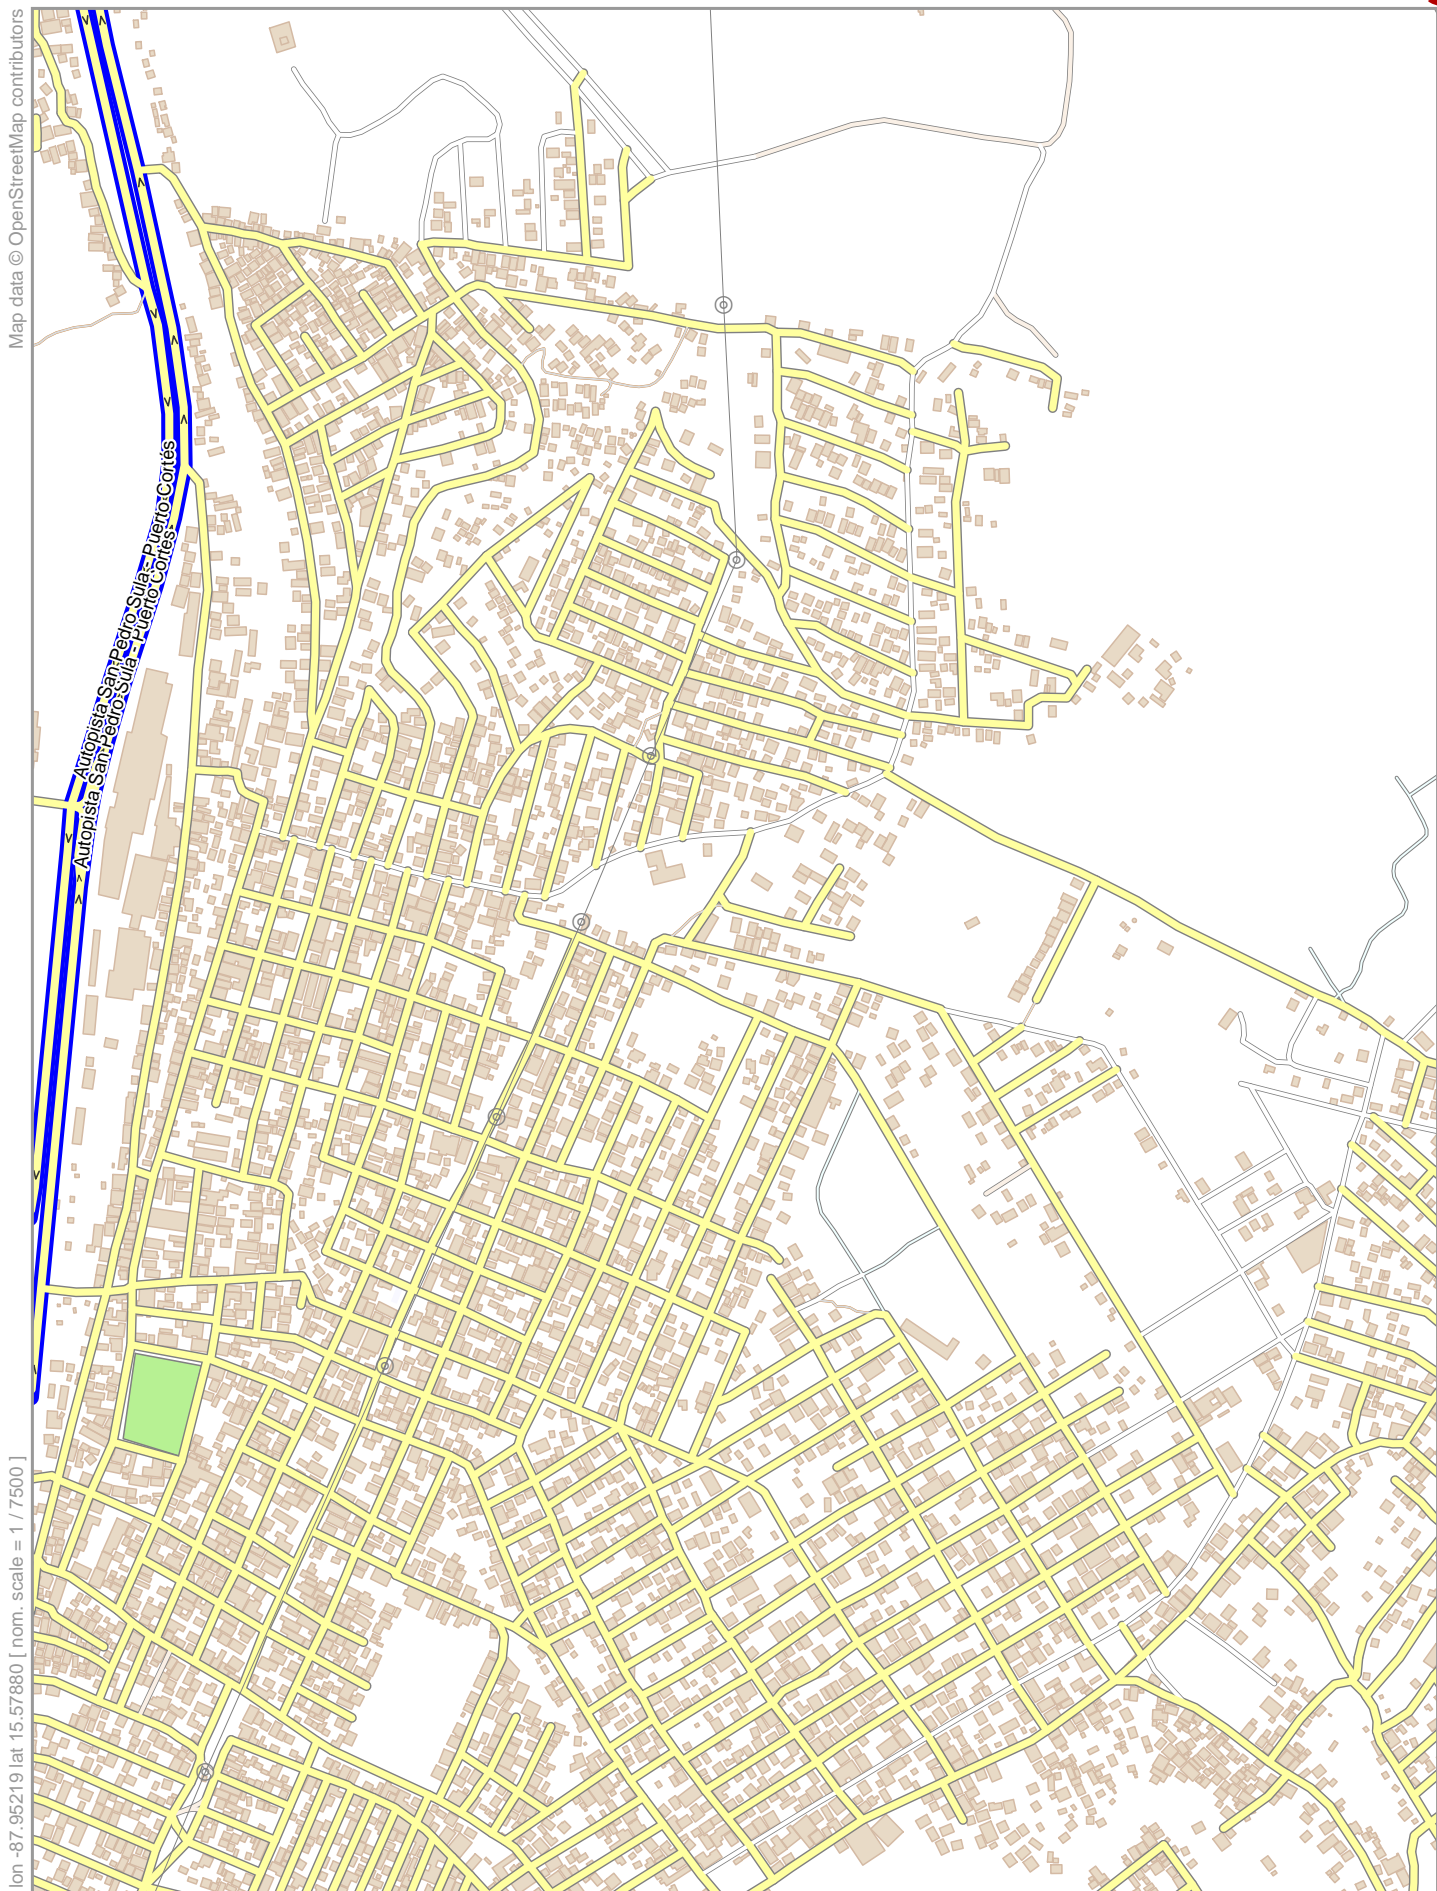 Map data © OpenStreetMap contributors
Autopista San Pedro Sula - Puerto Cortés
Autopista San Pedro Sula - Puerto Cortés
lon -87.95219 lat 15.57880 [ nom. scale = 1 / 7500 ]